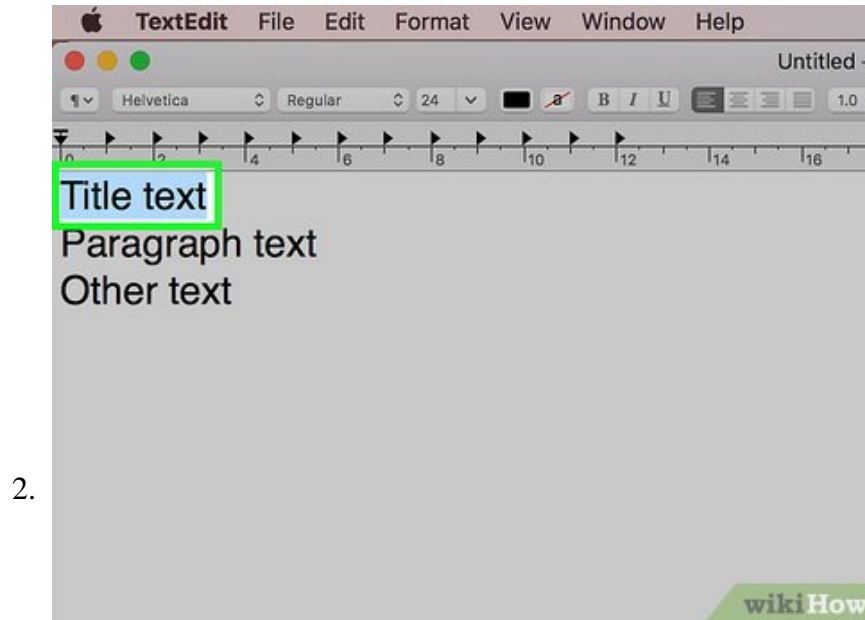 TextEdit File Edit Format View Window Help
Untitled -
¶ Helvetica Regular 24 a B I U 1.0
0 2 4 6 8 10 12 14 16
Title text
Paragraph text
Other text
2.
wikiHow